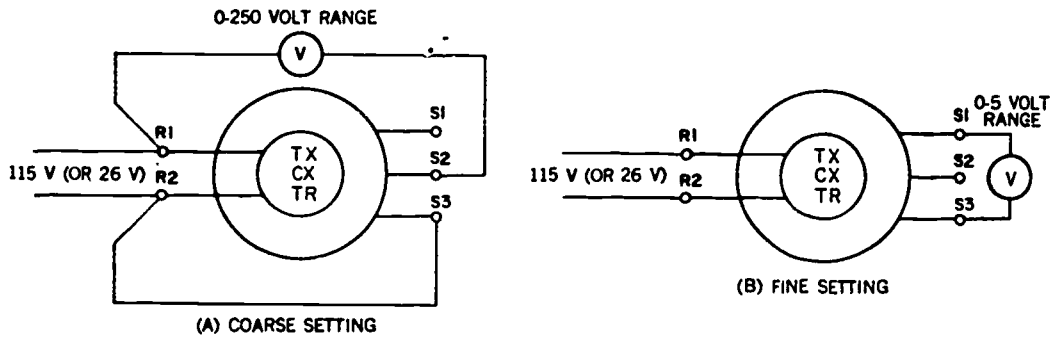 0-250 VOLT RANGE
V
R1
S1
TX
S2
115 V (OR 26 V)
R2
CX
TR
S3
(A) COARSE SETTING
0-5 VOLT
RANGE
S1
R1
TX
S2
115 V (OR 26 V)
R2
CX
V
TR
S3
(B) FINE SETTING